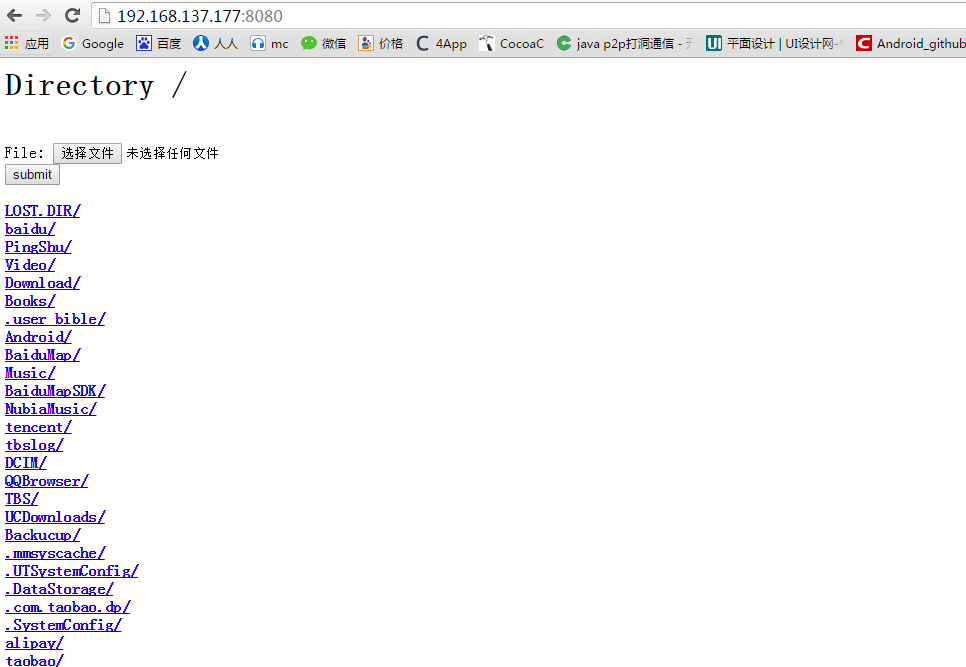 192.168.137.177:8080
应用 Google 百度 人人 mc 微信 价格 4App CocoaC java p2p打洞通信 - 平面设计 | UI设计网- Android_github
Directory /
File: 选择文件 未选择任何文件
submit
LOST.DIR/
baidu/
PingShu/
Video/
Download/
Books/
.user_bible/
Android/
BaiduMap/
Music/
BaiduMapSDK/
NubiaMusic/
tencent/
tbslog/
DCIM/
QQBrowser/
TBS/
UCDownloads/
Backucup/
.mmsyscache/
.UTSystemConfig/
.DataStorage/
.com.taobao.dp/
.SystemConfig/
alipay/
taobao/